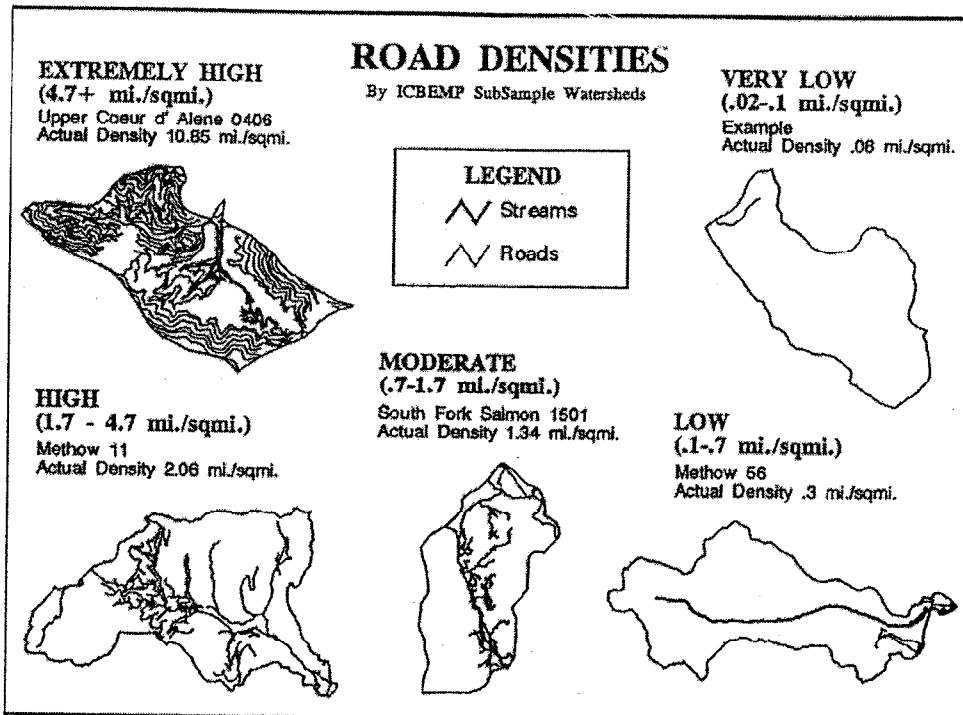 ROAD DENSITIES
By ICBEMP SubSample Watersheds
EXTREMELY HIGH
(4.7+ mi./sqmi.)
Upper Coeur d' Alene 0406
Actual Density 10.85 mi./sqmi.
LEGEND
Streams
Roads
VERY LOW
(.02-.1 mi./sqmi.)
Example
Actual Density .06 mi./sqmi.
HIGH
(1.7 - 4.7 mi./sqmi.)
Methow 11
Actual Density 2.06 mi./sqmi.
MODERATE
(.7-1.7 mi./sqmi.)
South Fork Salmon 1501
Actual Density 1.34 mi./sqmi.
LOW
(.1-.7 mi./sqmi.)
Methow 56
Actual Density .3 mi./sqmi.